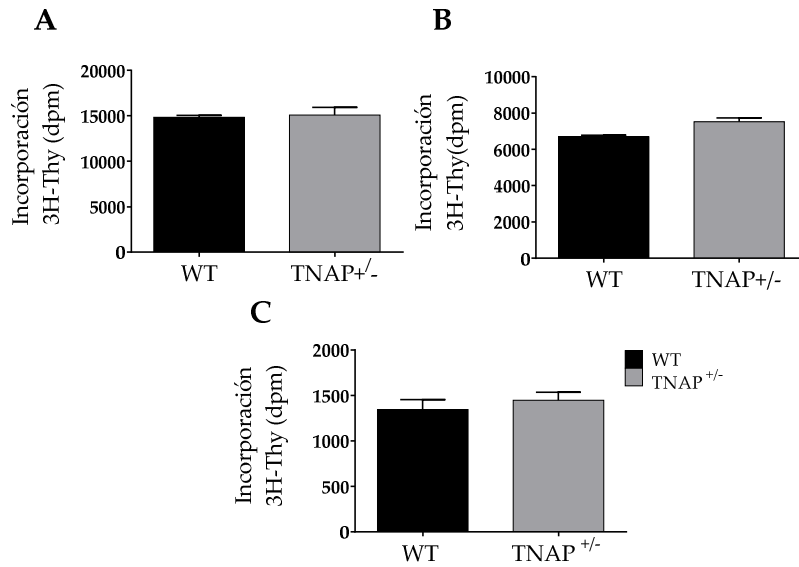 A
Incorporación
3H-Thy (dpm)
20000
15000
10000
5000
0
WT
TNAP+/-
B
Incorporación
3H-Thy(dpm)
10000
8000
6000
4000
2000
0
WT
TNAP+/-
C
Incorporación
3H-Thy (dpm)
2000
1500
1000
500
0
WT
TNAP +/-
WT
TNAP +/-